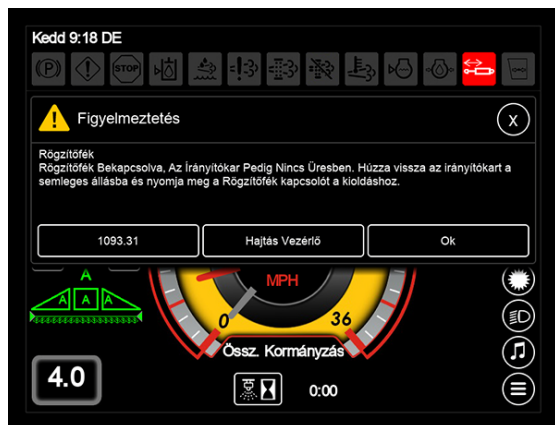 Kedd 9:18 DE
(P) STOP
Figyelmeztetés X
Rögzítőfék
Rögzítőfék Bekapcsolva, Az Írányítókar Pedig Nincs Üresben. Húzza vissza az irányítókart a
semleges állásba és nyomja meg a Rögzítőfék kapcsolót a kioldáshoz.
1093.31 Hajtás Vezérlő Ok
A
A A A
MPH
0 36
Össz. Kormányzás
4.0
0:00